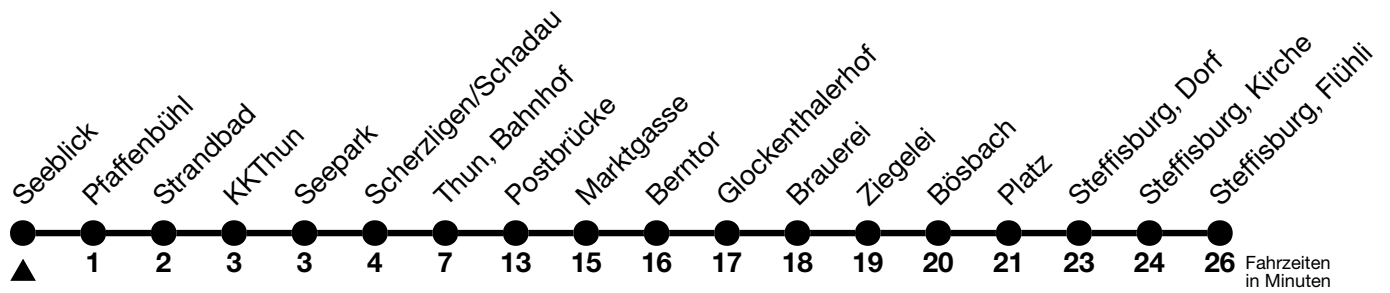 Seeblick
Pfaffenbühl
Strandbad
KKThun
Seepark
Scherzligen/Schadau
Thun, Bahnhof
Postbrücke
Marktgasse
Berntor
Glockenthalerhof
Brauerei
Ziegelei
Bösbach
Platz
Steffisburg, Dorf
Steffisburg, Kirche
Steffisburg, Flühli
1 2 3 3 4 7 13 15 16 17 18 19 20 21 23 24 26
Fahrzeiten
in Minuten